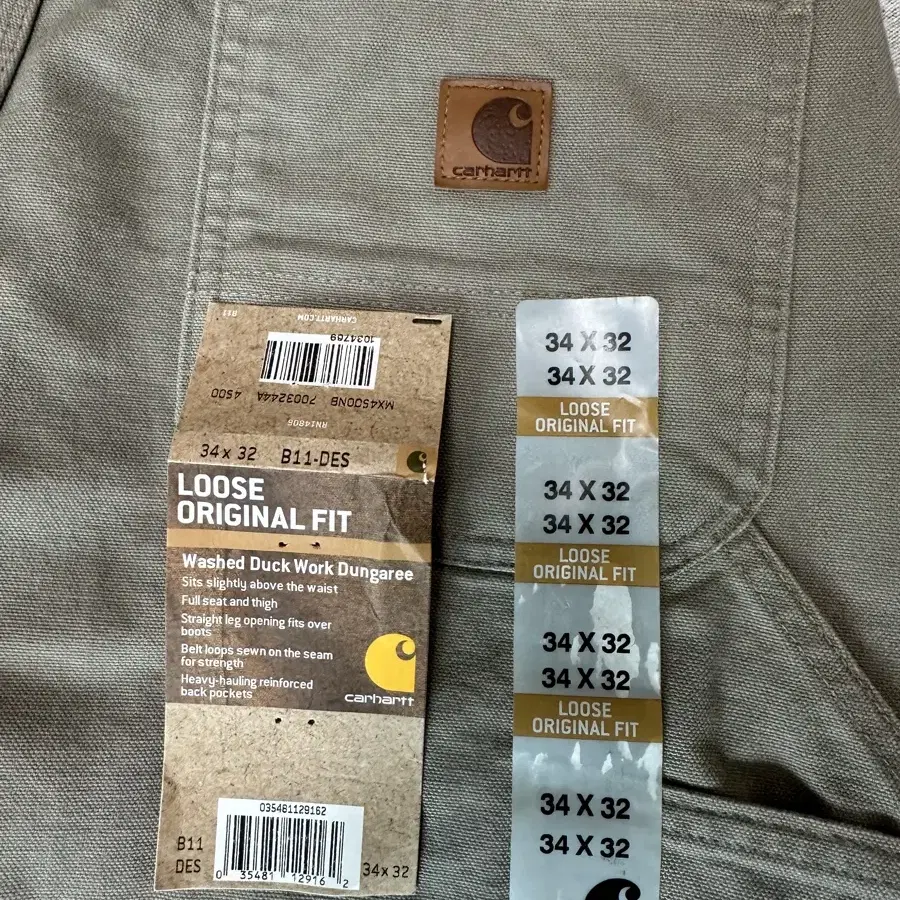 carhartt
B11
CARHARTT.COM
1034769
MX4500NB 7003244A 4500
RN14806
34 x 32 B11-DES
LOOSE
ORIGINAL FIT
Washed Duck Work Dungaree
Sits slightly above the waist
Full seat and thigh
Straight leg opening fits over
boots
Belt loops sewn on the seam
for strength
Heavy-hauling reinforced
back pockets
carhartt
035481129162
B11
DES
0 35481 12916 2
34x 32
34 X 32
34 X 32
LOOSE
ORIGINAL FIT
34 X 32
34 X 32
LOOSE
ORIGINAL FIT
34 X 32
34 X 32
LOOSE
ORIGINAL FIT
34 X 32
34 X 32